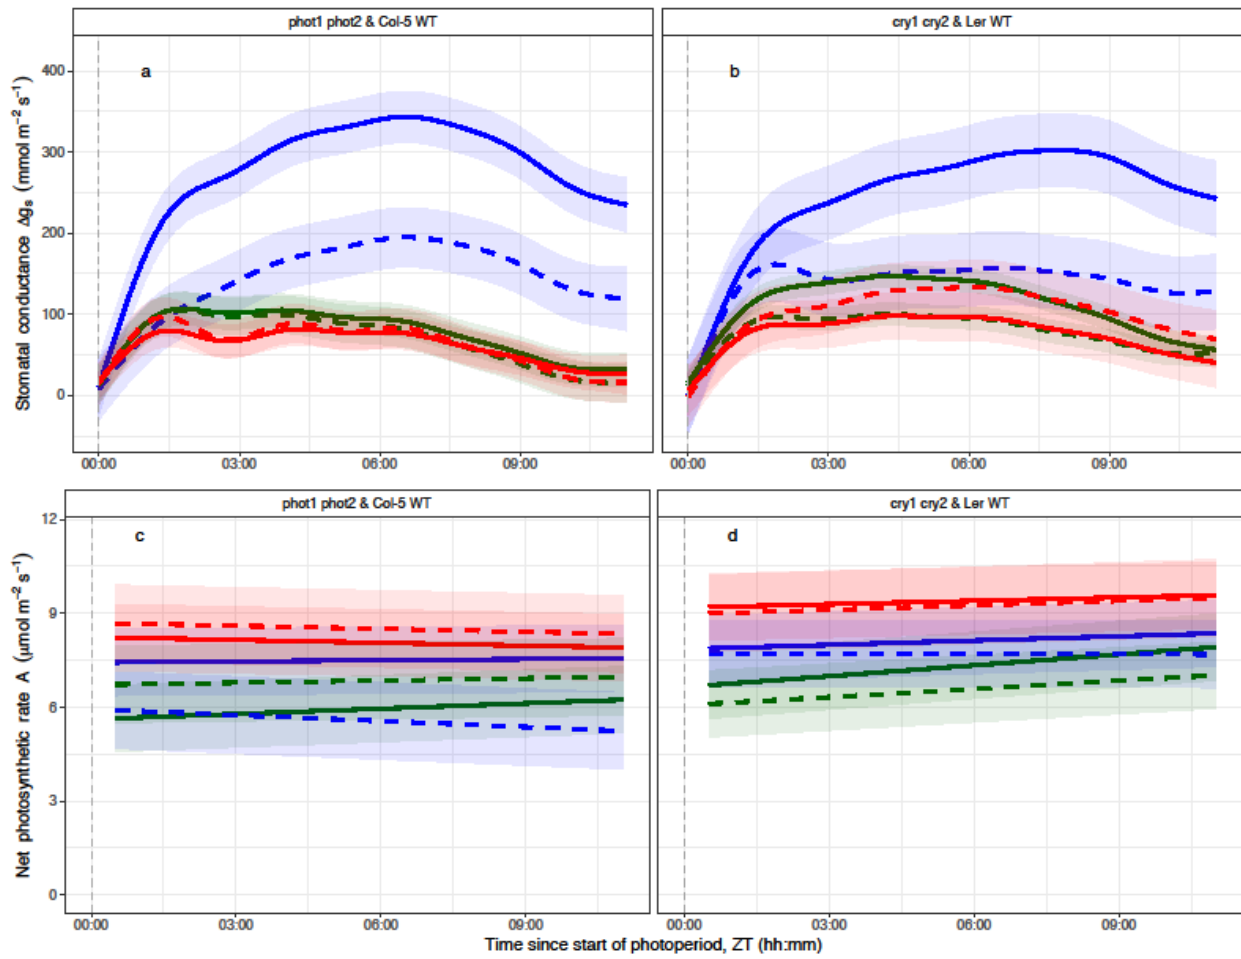 phot1 phot2 & Col-5 WT
cry1 cry2 & Ler WT
Stomatal conductance Δgs (mmol m−2 s−1)
a
b
400
300
200
100
0
00:00
03:00
06:00
09:00
00:00
03:00
06:00
09:00
phot1 phot2 & Col-5 WT
cry1 cry2 & Ler WT
Net photosynthetic rate A (μmol m−2 s−1)
c
d
12
9
6
3
0
00:00
03:00
06:00
09:00
00:00
03:00
06:00
09:00
Time since start of photoperiod, ZT (hh:mm)